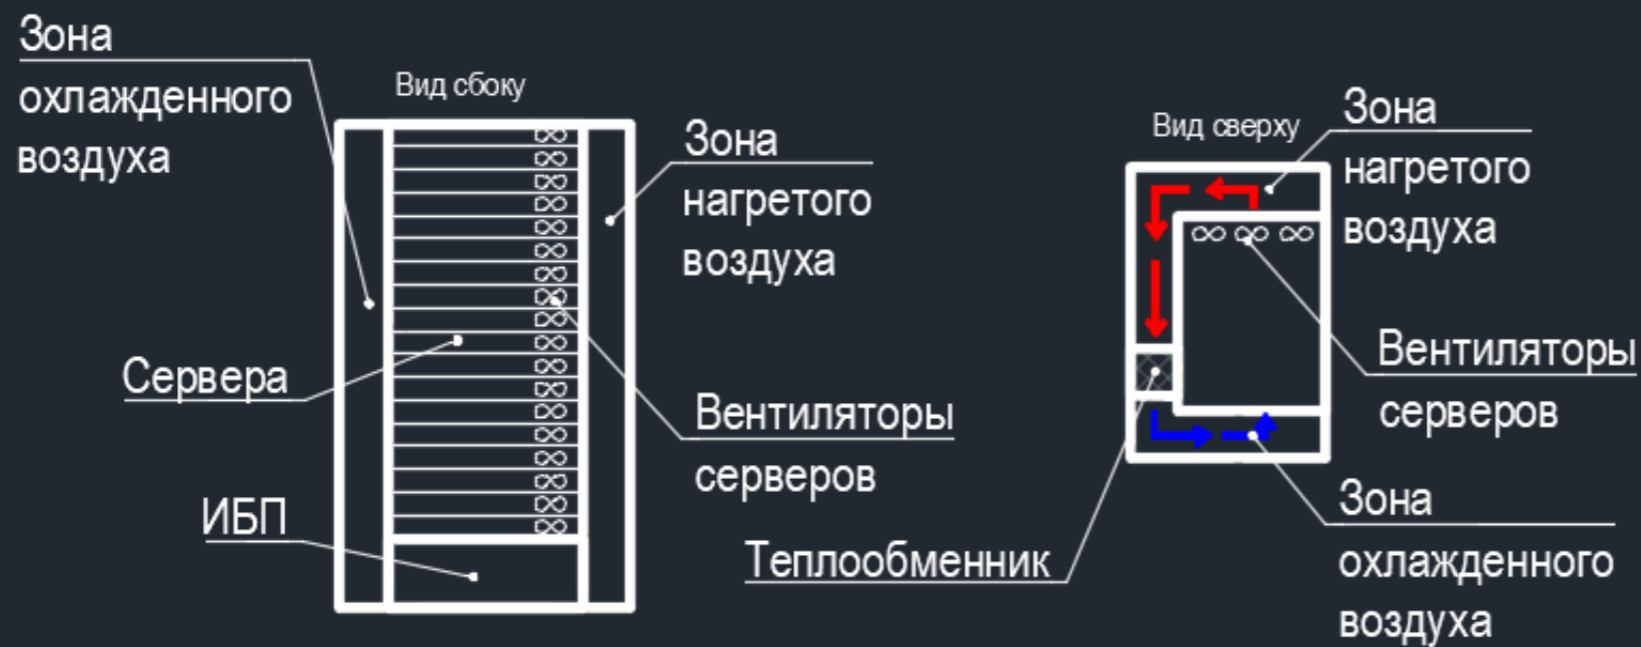 Зона
охлажденного
воздуха
Вид сбоку
Зона
нагретого
воздуха
Сервера
Вентиляторы
серверов
ИБП
Вид сверху
Зона
нагретого
воздуха
Вентиляторы
серверов
Теплообменник
Зона
охлажденного
воздуха